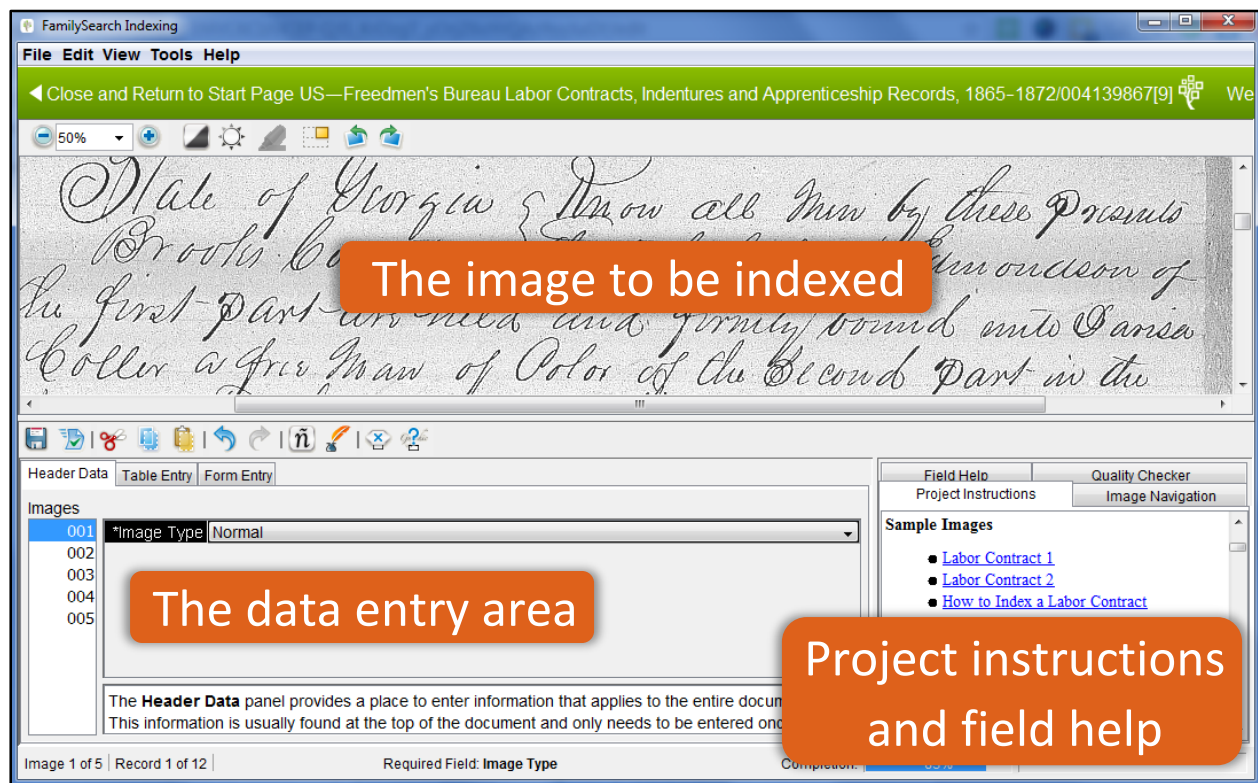 FamilySearch Indexing
File Edit View Tools Help
Close and Return to Start Page US—Freedmen's Bureau Labor Contracts, Indentures and Apprenticeship Records, 1865-1872/004139867[9] We
50%
State of Georgia Know all Men by these Presents
Brooks
The image to be indexed
Edmondson of
the first Part are held and firmly bound unto
a free Man of Color of the Second Part in the
Header Data Table Entry Form Entry
Field Help Quality Checker
Project Instructions Image Navigation
Images
001
002
003
004
005
*Image Type Normal
The data entry area
Sample Images
Labor Contract 1
Labor Contract 2
How to Index a Labor Contract
Project instructions
and field help
The Header Data panel provides a place to enter information that applies to the entire
This information is usually found at the top of the document and only needs to be entered
Image 1 of 5 Record 1 of 12 Required Field: Image Type Completion: